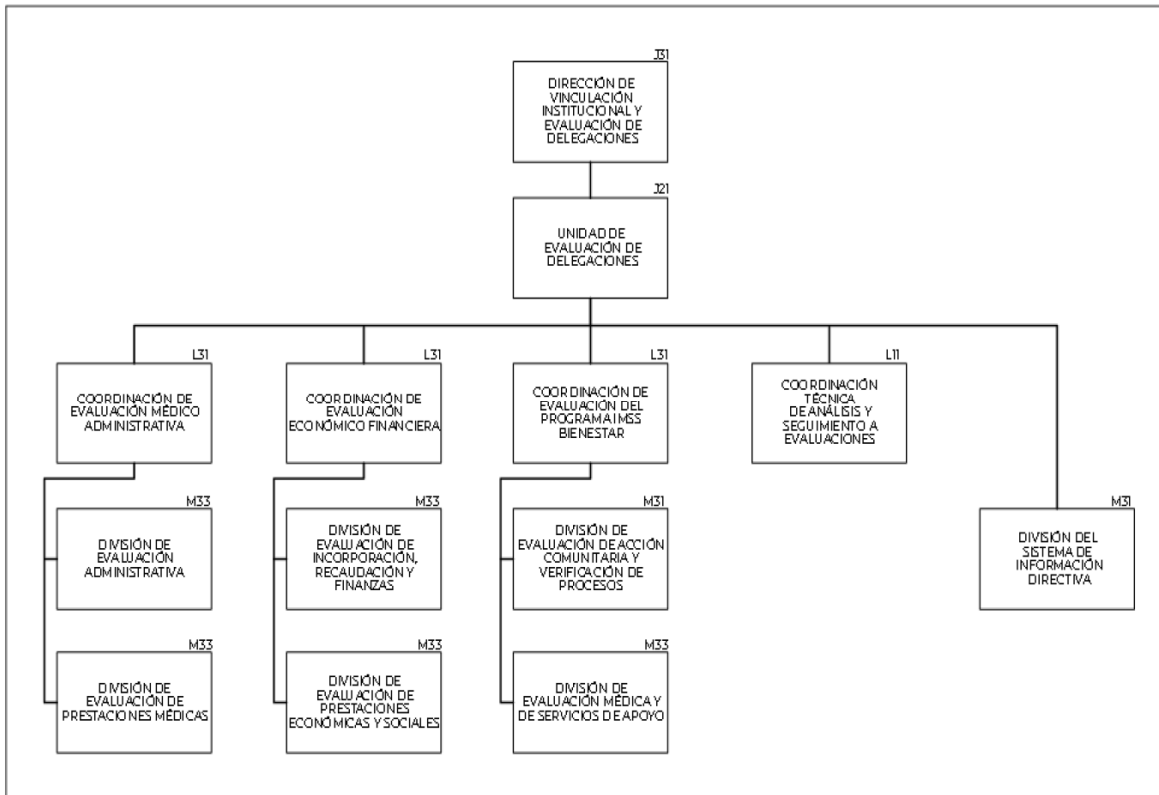 J31
DIRECCIÓN DE
VINCULACIÓN
INSTITUCIONAL Y
EVALUACIÓN DE
DELEGACIONES
J21
UNIDAD DE
EVALUACIÓN DE
DELEGACIONES
L31
COORDINACIÓN DE
EVALUACIÓN MÉDICO
ADMINISTRATIVA
L31
COORDINACIÓN DE
EVALUACIÓN
ECONÓMICO FINANCIERA
L31
COORDINACIÓN DE
EVALUACIÓN DEL
PROGRAMA IMSS
BIENESTAR
L11
COORDINACIÓN
TÉCNICA
DE ANÁLISIS Y
SEGUIMIENTO A
EVALUACIONES
M33
DIVISIÓN DE
EVALUACIÓN
ADMINISTRATIVA
M33
DIVISIÓN DE
EVALUACIÓN DE
INCORPORACIÓN,
RECAUDACIÓN Y
FINANZAS
M31
DIVISIÓN DE
EVALUACIÓN DE ACCIÓN
COMUNITARIA Y
VERIFICACIÓN DE
PROCESOS
M31
DIVISIÓN DEL
SISTEMA DE
INFORMACIÓN
DIRECTIVA
M33
DIVISIÓN DE
EVALUACIÓN DE
PRESTACIONES MÉDICAS
M33
DIVISIÓN DE
EVALUACIÓN DE
PRESTACIONES
ECONÓMICAS Y SOCIALES
M33
DIVISIÓN DE
EVALUACIÓN MÉDICA Y
DE SERVICIOS DE APOYO